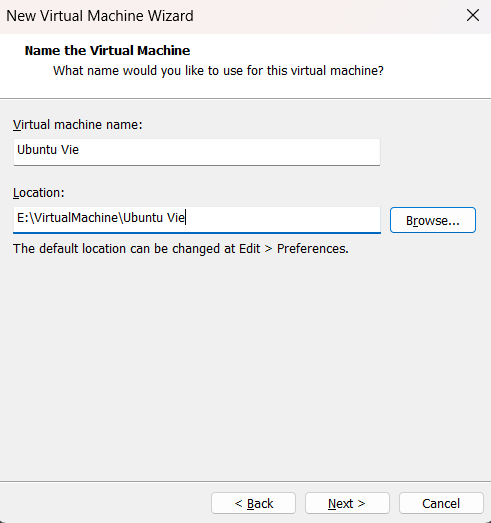 New Virtual Machine Wizard
Name the Virtual Machine
What name would you like to use for this virtual machine?
Virtual machine name:
Ubuntu Vie
Location:
E:\VirtualMachine\Ubuntu Vie
Browse...
The default location can be changed at Edit > Preferences.
< Back
Next >
Cancel